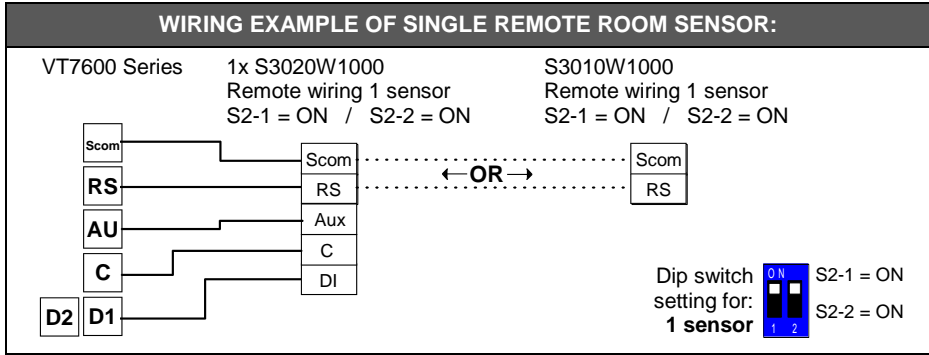 WIRING EXAMPLE OF SINGLE REMOTE ROOM SENSOR:
VT7600 Series
1x S3020W1000
Remote wiring 1 sensor
S2-1 = ON / S2-2 = ON
S3010W1000
Remote wiring 1 sensor
S2-1 = ON / S2-2 = ON
Scom
RS
AU
C
D2 D1
Scom
RS
Aux
C
DI
←OR→
Scom
RS
Dip switch
setting for:
1 sensor
ON
1 2
S2-1 = ON
S2-2 = ON